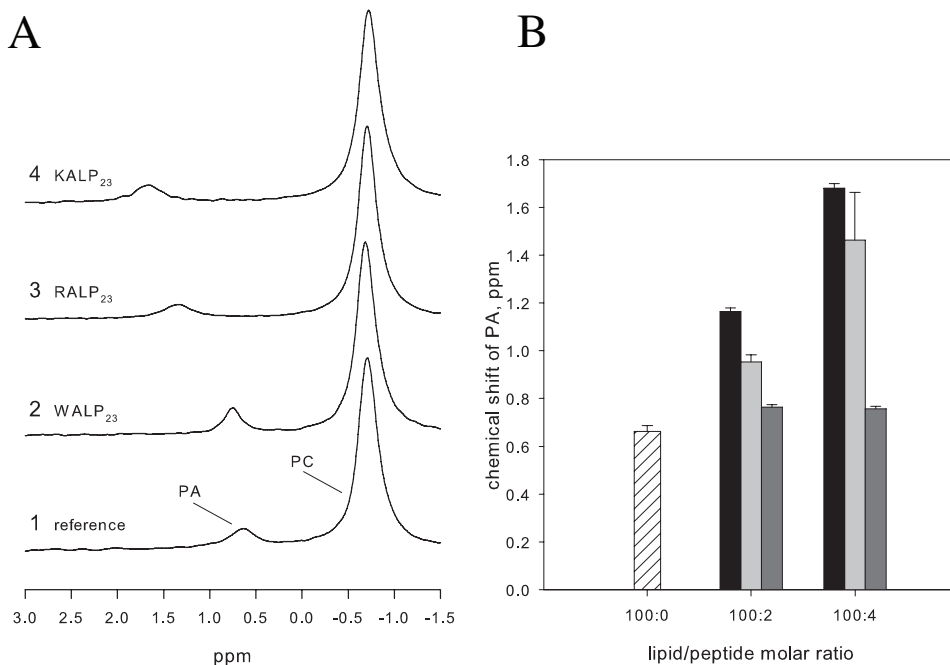 A
4 KALP23
3 RALP23
2 WALP23
PC
PA
1 reference
3.0 2.5 2.0 1.5 1.0 0.5 0.0 -0.5 -1.0 -1.5
ppm
B
chemical shift of PA, ppm
1.8
1.6
1.4
1.2
1.0
0.8
0.6
0.4
0.2
0.0
100:0 100:2 100:4
lipid/peptide molar ratio